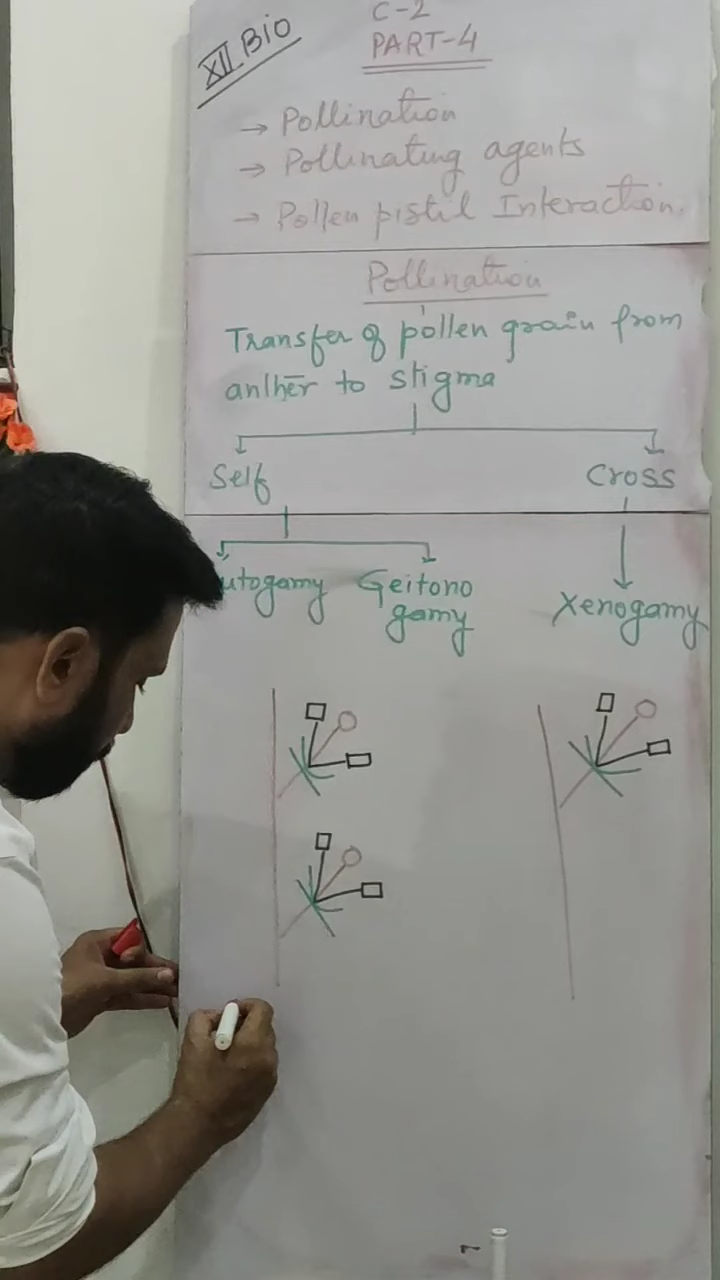 XII Bio
C-2
PART-4
→ Pollination
→ Pollinating agents
→ Pollen pistil Interaction.
Pollination
Transfer of pollen grain from
anther to stigma
Self
Cross
utogamy
Geitono
gamy
Xenogamy